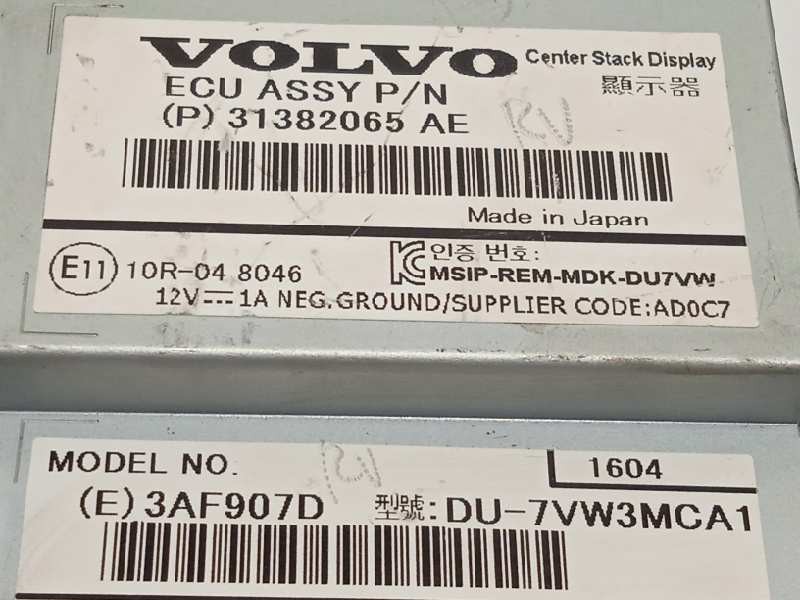 VOLVO Center Stack Display
ECU ASSY P/N 顯示器
(P) 31382065 AE
RU
Made in Japan
E11 10R-04 8046 KC 인증 번호:
MSIP-REM-MDK-DU7VW
12V⎓1A NEG.GROUND/SUPPLIER CODE:AD0C7
MODEL NO. 1604
(E) 3AF907D 型號: DU-7VW3MCA1